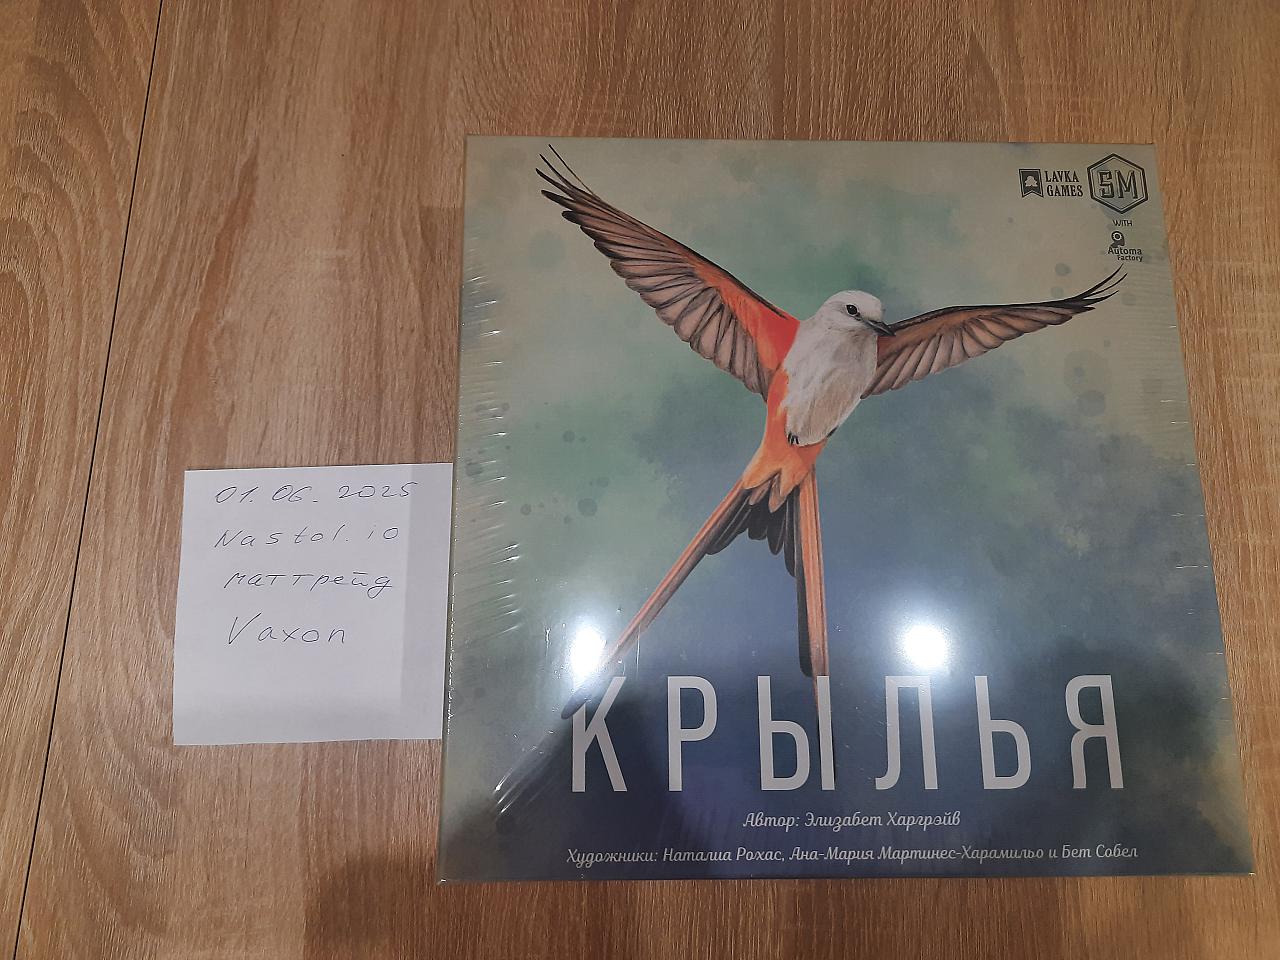 01.06.2025
Nastol.io
маттрейд
Vaxon
LAVKA
GAMES
SM
WITH
Automa
Factory
КРЫЛЬЯ
Автор: Элизабет Харгрэйв
Художники: Наталиа Рохас, Ана-Мария Мартинес-Харамильо и Бет Собел